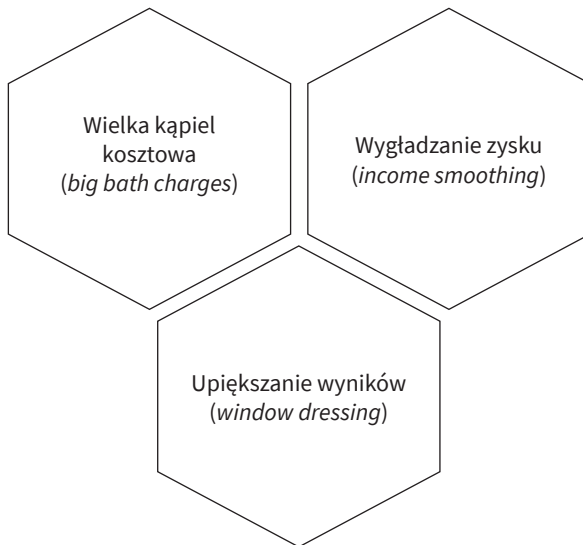 Wielka kąpiel
kosztowa
(big bath charges)
Wygładzanie zysku
(income smoothing)
Upiększanie wyników
(window dressing)